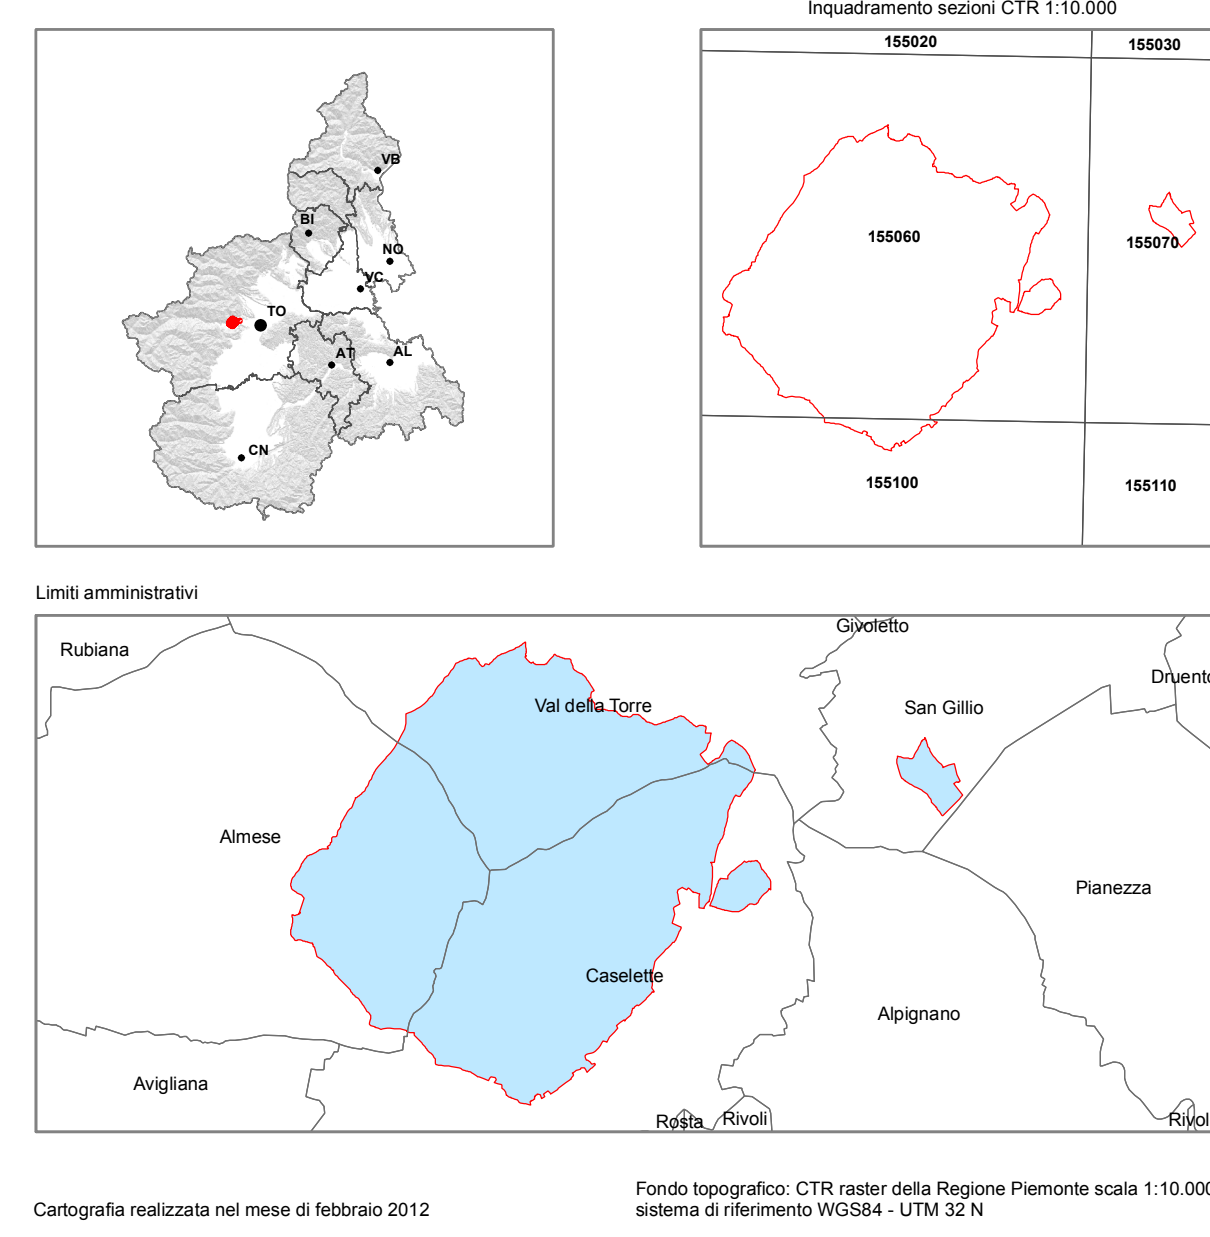 Inquadramento sezioni CTR 1:10.000
155020
155030
155060
155070
155100
155110
VB
BI
NO
VC
TO
AT
AL
CN
Limiti amministrativi
Rubiana
Givoletto
Druento
Val della Torre
San Gillio
Almese
Pianezza
Caselette
Alpignano
Avigliana
Rosta
Rivoli
Rivol
Fondo topografico: CTR raster della Regione Piemonte scala 1:10.000
Cartografia realizzata nel mese di febbraio 2012
sistema di riferimento WGS84 - UTM 32 N